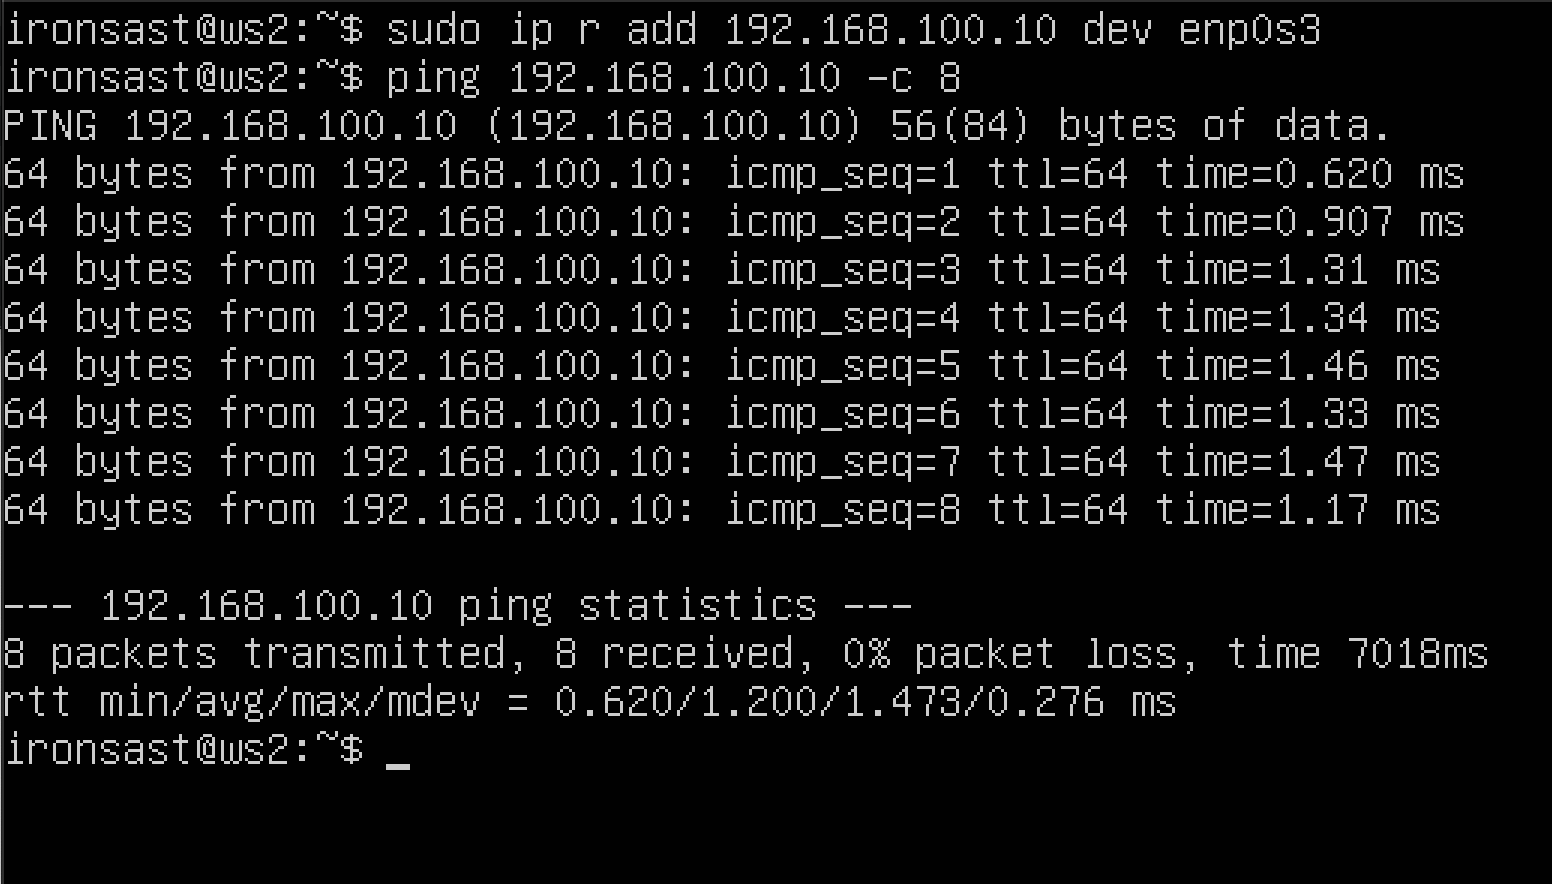 ironsast@ws2:~$ sudo ip r add 192.168.100.10 dev enp0s3
ironsast@ws2:~$ ping 192.168.100.10 -c 8
PING 192.168.100.10 (192.168.100.10) 56(84) bytes of data.
64 bytes from 192.168.100.10: icmp_seq=1 ttl=64 time=0.620 ms
64 bytes from 192.168.100.10: icmp_seq=2 ttl=64 time=0.907 ms
64 bytes from 192.168.100.10: icmp_seq=3 ttl=64 time=1.31 ms
64 bytes from 192.168.100.10: icmp_seq=4 ttl=64 time=1.34 ms
64 bytes from 192.168.100.10: icmp_seq=5 ttl=64 time=1.46 ms
64 bytes from 192.168.100.10: icmp_seq=6 ttl=64 time=1.33 ms
64 bytes from 192.168.100.10: icmp_seq=7 ttl=64 time=1.47 ms
64 bytes from 192.168.100.10: icmp_seq=8 ttl=64 time=1.17 ms

--- 192.168.100.10 ping statistics ---
8 packets transmitted, 8 received, 0% packet loss, time 7018ms
rtt min/avg/max/mdev = 0.620/1.200/1.473/0.276 ms
ironsast@ws2:~$ _